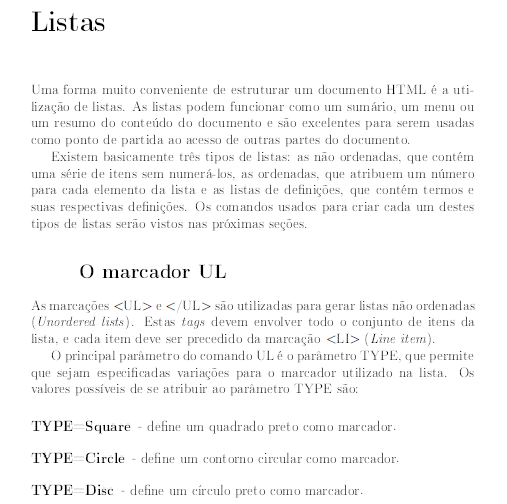 Listas
Uma forma muito conveniente de estruturar um documento HTML é a uti-
lização de listas. As listas podem funcionar como um sumário, um menu ou
um resumo do conteúdo do documento e são excelentes para serem usadas
como ponto de partida ao acesso de outras partes do documento.
Existem basicamente três tipos de listas: as não ordenadas, que contém
uma série de itens sem numerá-los, as ordenadas, que atribuem um número
para cada elemento da lista e as listas de definições, que contém termos e
suas respectivas definições. Os comandos usados para criar cada um destes
tipos de listas serão vistos nas próximas seções.
O marcador UL
As marcações <UL> e </UL> são utilizadas para gerar listas não ordenadas
(Unordered lists). Estas tags devem envolver todo o conjunto de itens da
lista, e cada item deve ser precedido da marcação <LI> (Line item).
O principal parâmetro do comando UL é o parâmetro TYPE, que permite
que sejam especificadas variações para o marcador utilizado na lista. Os
valores possíveis de se atribuir ao parâmetro TYPE são:
TYPE=Square - define um quadrado preto como marcador.
TYPE=Circle - define um contorno circular como marcador.
TYPE=Disc - define um círculo preto como marcador.